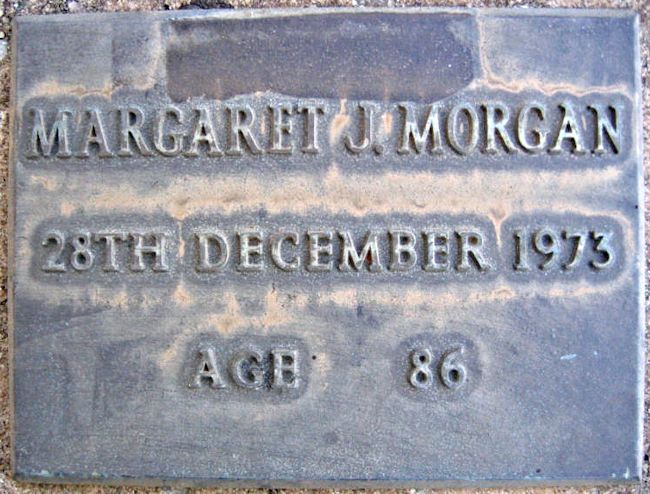 MARGARET J. MORGAN
28TH DECEMBER 1973
AGE 86